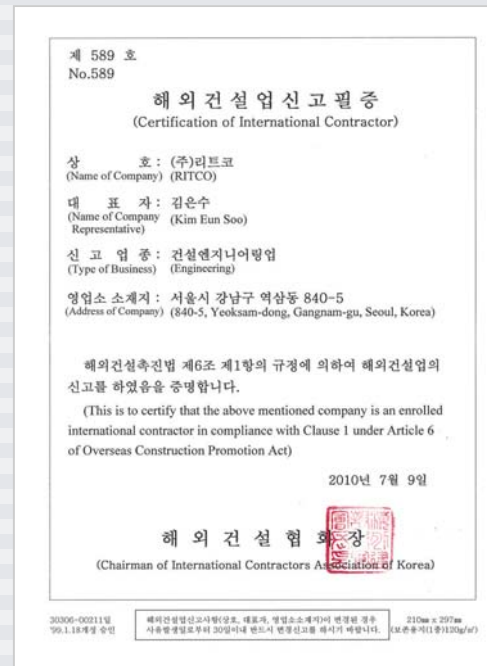 제 589 호
No.589
해외건설업신고필증
(Certification of International Contractor)
상 호 : (주)리트코
(Name of Company) (RITCO)
대 표 자 : 김은수
(Name of Company Representative) (Kim Eun Soo)
신 고 업 종 : 건설엔지니어링업
(Type of Business) (Engineering)
영업소 소재지 : 서울시 강남구 역삼동 840-5
(Address of Company) (840-5, Yeoksam-dong, Gangnam-gu, Seoul, Korea)
해외건설촉진법 제6조 제1항의 규정에 의하여 해외건설업의
신고를 하였음을 증명합니다.
(This is to certify that the above mentioned company is an enrolled
international contractor in compliance with Clause 1 under Article 6
of Overseas Construction Promotion Act)
2010년 7월 9일
해 외 건 설 협 회 장
(Chairman of International Contractors Association of Korea)
30306-00211일
'99.1.18개정 승인
해외건설업신고사항(상호, 대표자, 영업소소재지)이 변경된 경우
사유발생일로부터 30일이내 반드시 변경신고를 하시기 바랍니다.
210㎜ x 297㎜
(보존용지(1종)120g/㎡)